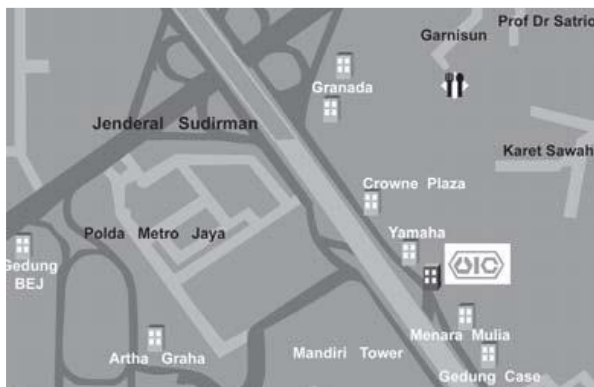 Prof Dr Satrio
Garnisun
Granada
Jenderal Sudirman
Karet Sawah
Crowne Plaza
Polda Metro Jaya
Yamaha
OIC
Gedung
BEJ
Menara Mulia
Artha Graha
Mandiri Tower
Gedung Case